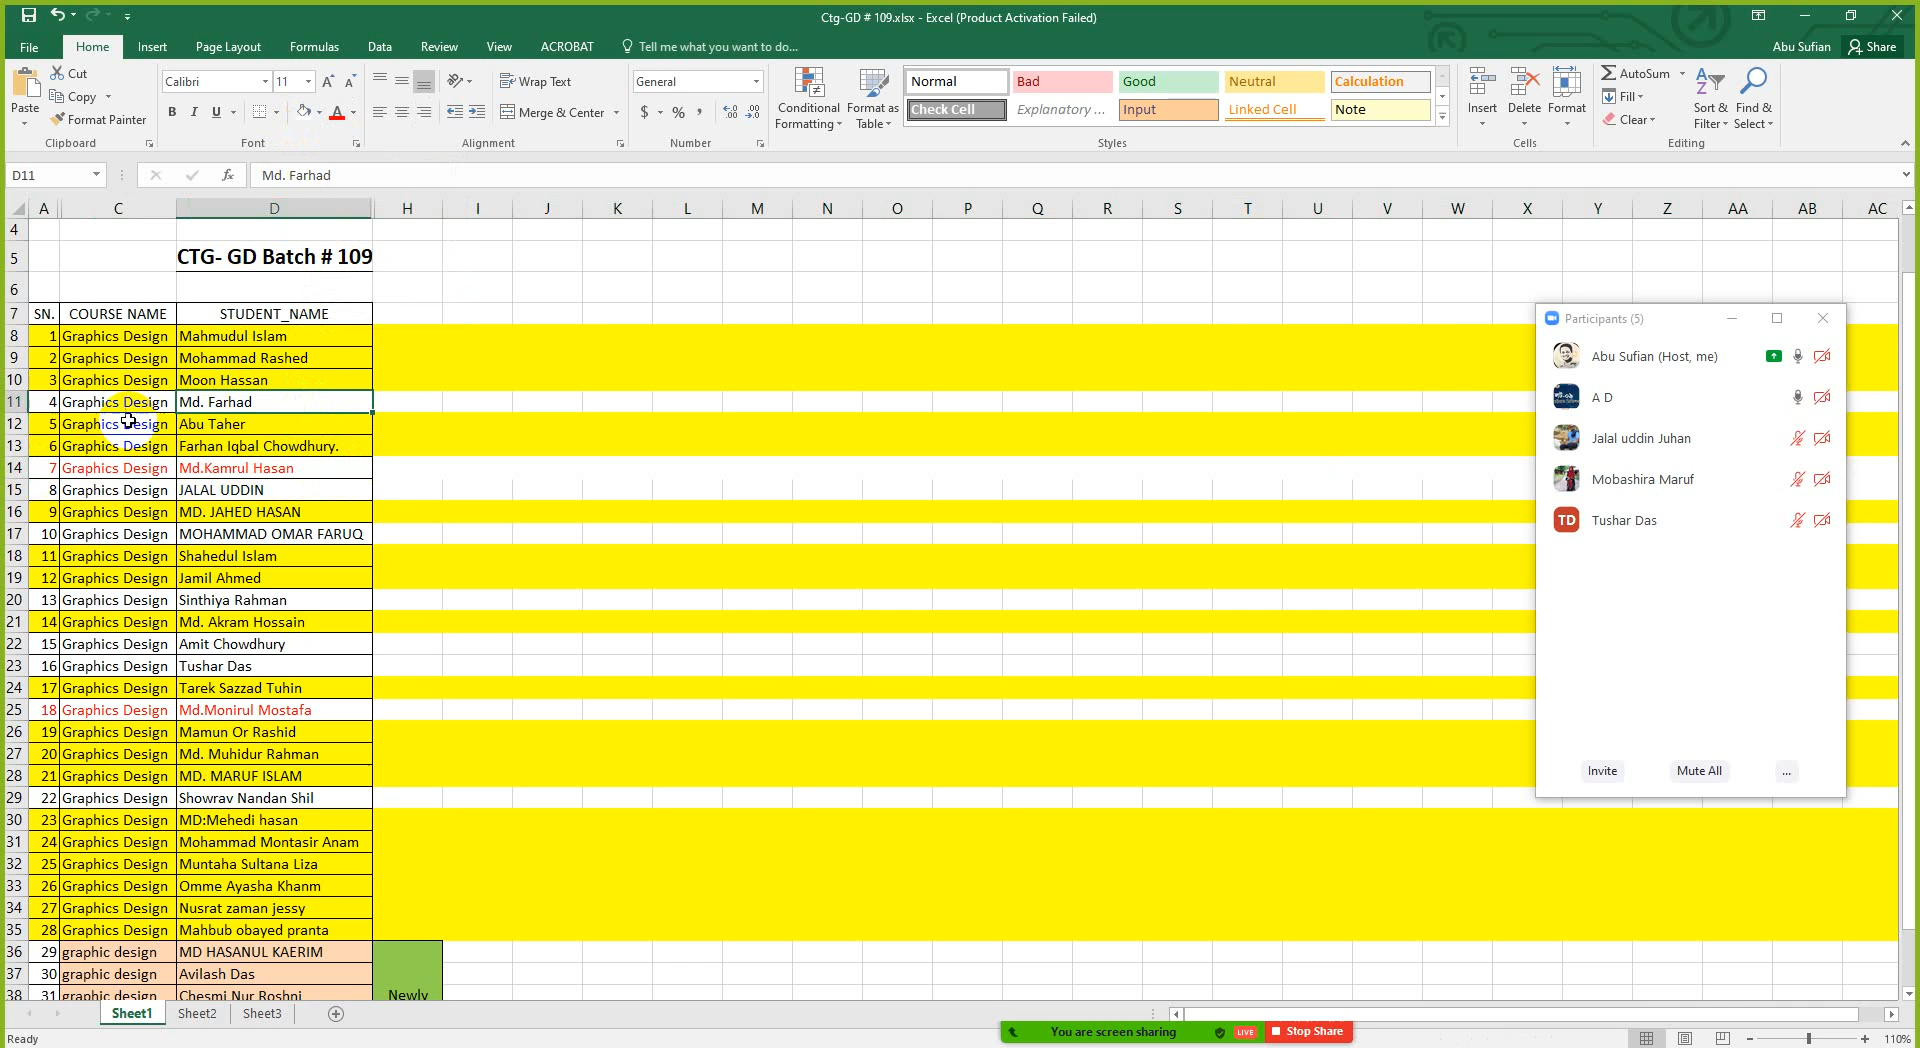 Ctg-GD # 109.xlsx - Excel (Product Activation Failed)
File Home Insert Page Layout Formulas Data Review View ACROBAT Tell me what you want to do... Abu Sufian Share
Paste
Cut
Copy
Format Painter
Clipboard
Calibri 11
B I U
Font
Wrap Text
Merge & Center
Alignment
General
$ % ,
Number
Conditional Formatting
Format as Table
Normal Bad Good Neutral Calculation
Check Cell Explanatory ... Input Linked Cell Note
Styles
Insert Delete Format
Cells
AutoSum
Fill
Clear
Sort & Filter
Find & Select
Editing
D11 fx Md. Farhad
A C D H I J K L M N O P Q R S T U V W X Y Z AA AB AC
4
5 CTG- GD Batch # 109
6
7 SN. COURSE NAME STUDENT_NAME
8 1 Graphics Design Mahmudul Islam
9 2 Graphics Design Mohammad Rashed
10 3 Graphics Design Moon Hassan
11 4 Graphics Design Md. Farhad
12 5 Graphics Design Abu Taher
13 6 Graphics Design Farhan Iqbal Chowdhury.
14 7 Graphics Design Md.Kamrul Hasan
15 8 Graphics Design JALAL UDDIN
16 9 Graphics Design MD. JAHED HASAN
17 10 Graphics Design MOHAMMAD OMAR FARUQ
18 11 Graphics Design Shahedul Islam
19 12 Graphics Design Jamil Ahmed
20 13 Graphics Design Sinthiya Rahman
21 14 Graphics Design Md. Akram Hossain
22 15 Graphics Design Amit Chowdhury
23 16 Graphics Design Tushar Das
24 17 Graphics Design Tarek Sazzad Tuhin
25 18 Graphics Design Md.Monirul Mostafa
26 19 Graphics Design Mamun Or Rashid
27 20 Graphics Design Md. Muhidur Rahman
28 21 Graphics Design MD. MARUF ISLAM
29 22 Graphics Design Showrav Nandan Shil
30 23 Graphics Design MD:Mehedi hasan
31 24 Graphics Design Mohammad Montasir Anam
32 25 Graphics Design Muntaha Sultana Liza
33 26 Graphics Design Omme Ayasha Khanm
34 27 Graphics Design Nusrat zaman jessy
35 28 Graphics Design Mahbub obayed pranta
36 29 graphic design MD HASANUL KAERIM
37 30 graphic design Avilash Das
38 31 graphic design Chesmi Nur Roshni Newly
Participants (5)
Abu Sufian (Host, me)
A D
Jalal uddin Juhan
Mobashira Maruf
TD Tushar Das
Invite Mute All ...
Sheet1 Sheet2 Sheet3
You are screen sharing LIVE Stop Share
Ready 110%